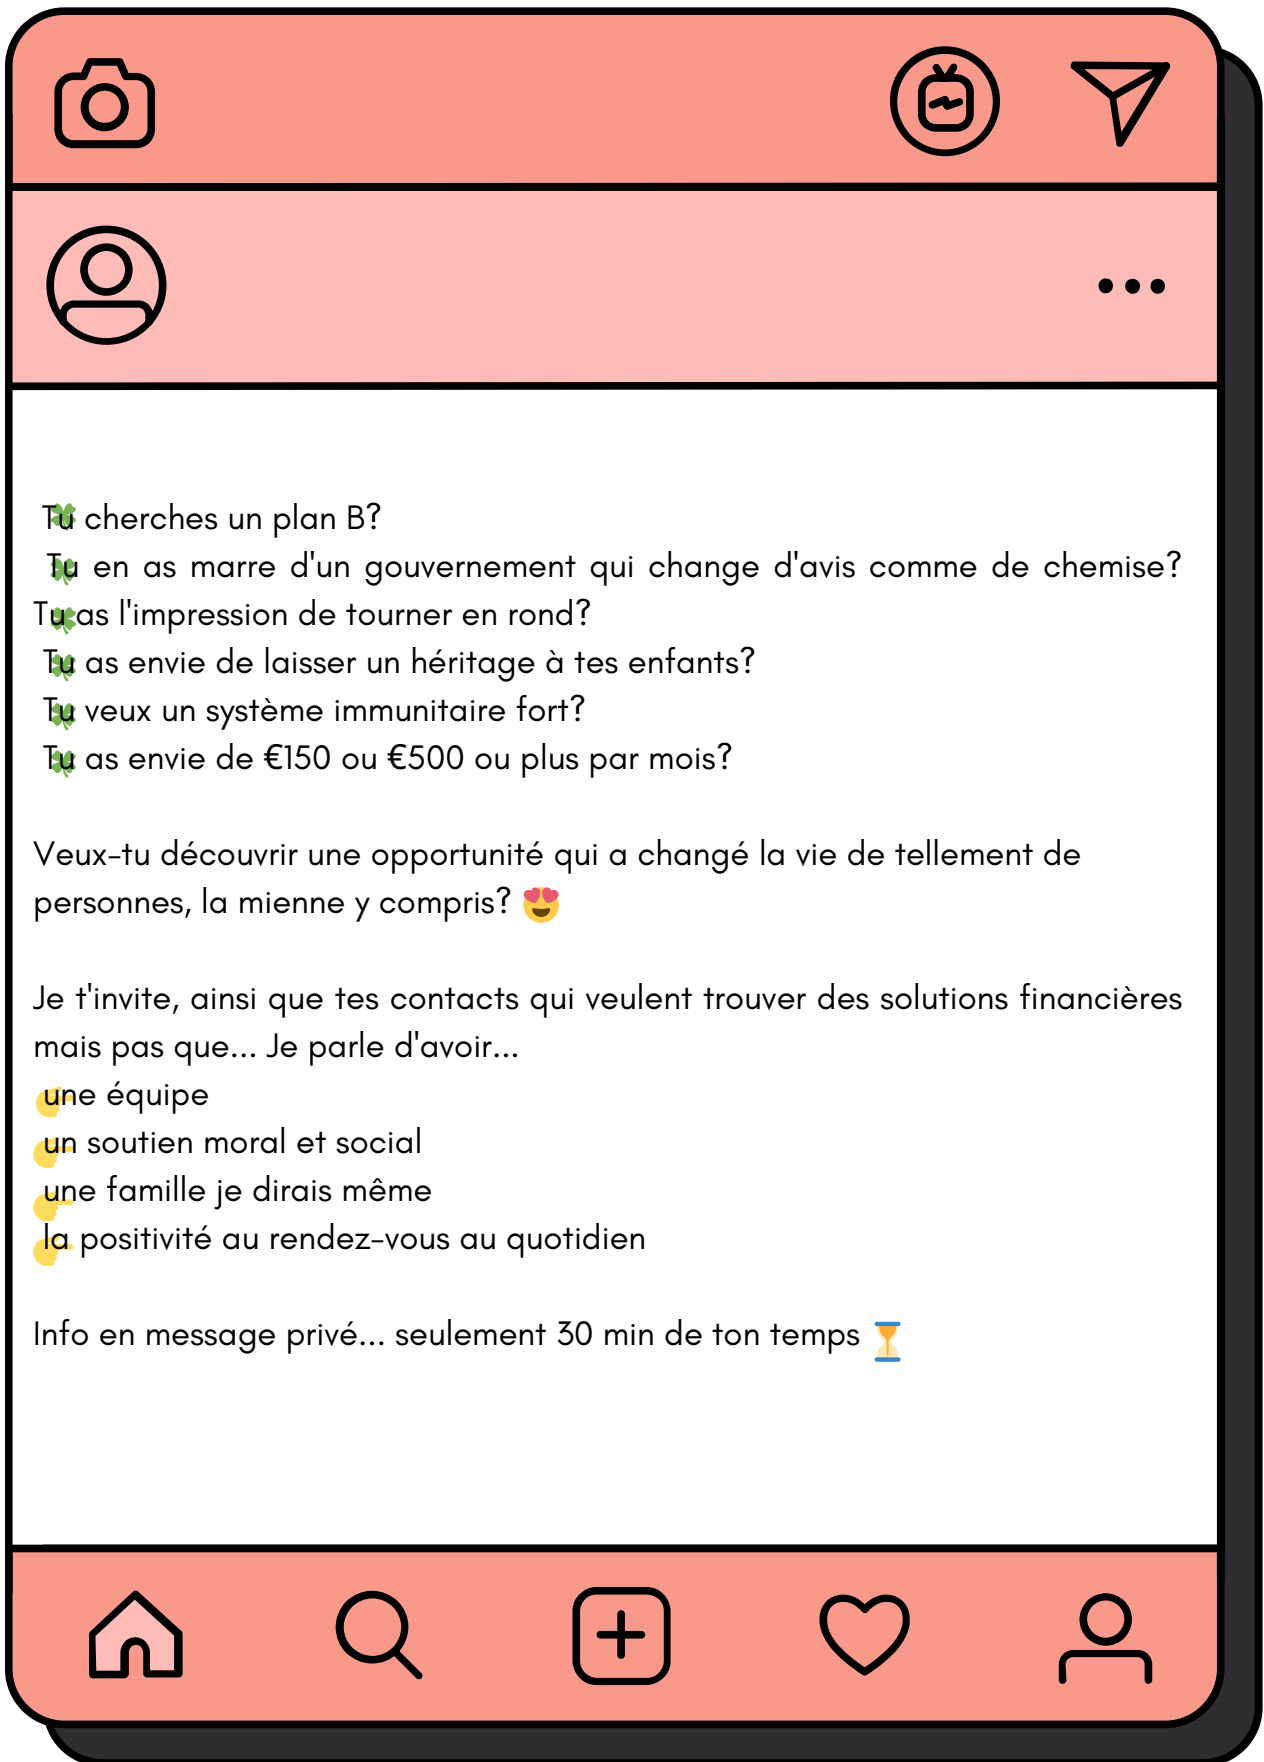 🍀Tu cherches un plan B?
🍀Tu en as marre d'un gouvernement qui change d'avis comme de chemise?
🍀Tu as l'impression de tourner en rond?
🍀Tu as envie de laisser un héritage à tes enfants?
🍀Tu veux un système immunitaire fort?
🍀Tu as envie de €150 ou €500 ou plus par mois?
Veux-tu découvrir une opportunité qui a changé la vie de tellement de
personnes, la mienne y compris? 😍
Je t'invite, ainsi que tes contacts qui veulent trouver des solutions financières
mais pas que... Je parle d'avoir...
👉une équipe
👉un soutien moral et social
👉une famille je dirais même
👉la positivité au rendez-vous au quotidien
Info en message privé... seulement 30 min de ton temps ⏳